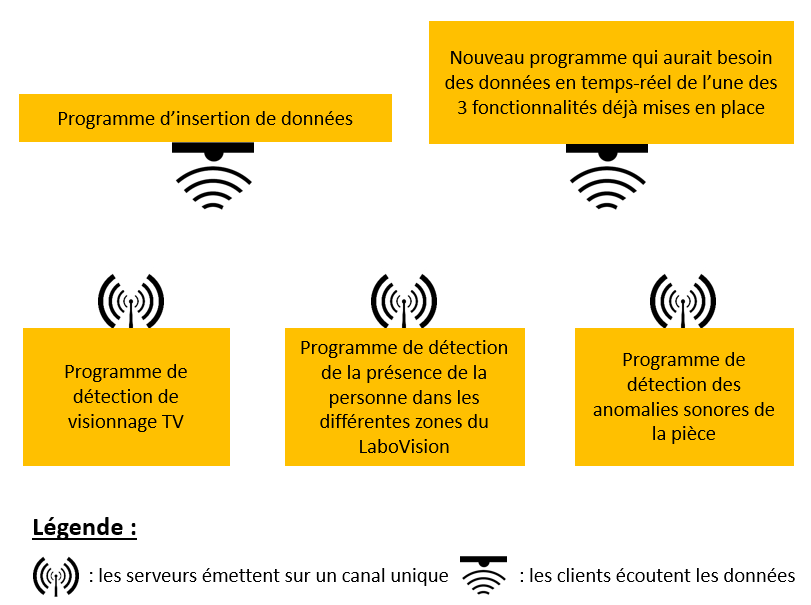 Programme d’insertion de données
Nouveau programme qui aurait besoin
des données en temps-réel de l’une des
3 fonctionnalités déjà mises en place
Programme de
détection de
visionnage TV
Programme de détection
de la présence de la
personne dans les
différentes zones du
LaboVision
Programme de
détection des
anomalies sonores de
la pièce
Légende :
: les serveurs émettent sur un canal unique
: les clients écoutent les données